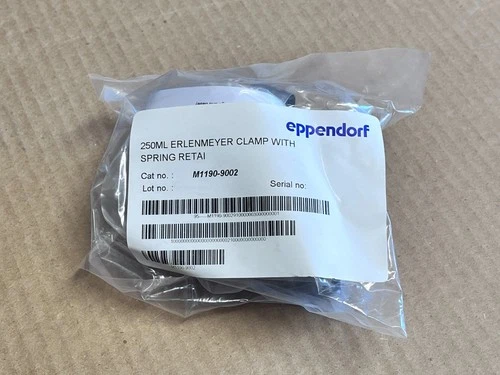 eppendorf
250ML ERLENMEYER CLAMP WITH
SPRING RETAI
Cat no. : M1190-9002
Lot no. : Serial no: